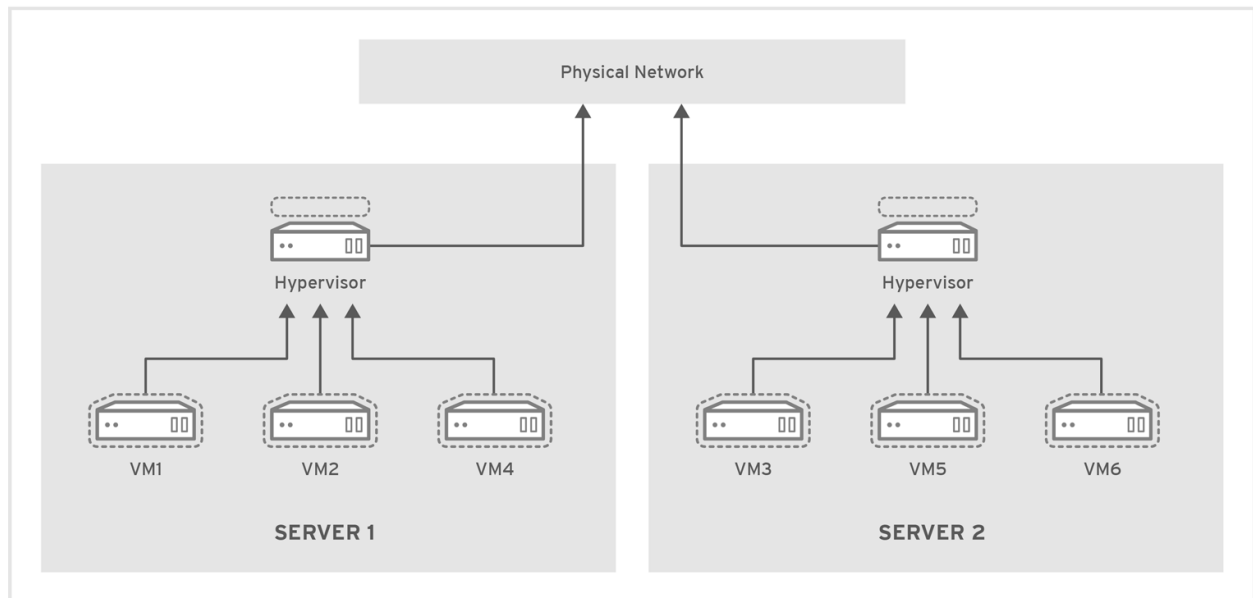 Physical Network
Hypervisor
Hypervisor
VM1
VM2
VM4
VM3
VM5
VM6
SERVER 1
SERVER 2